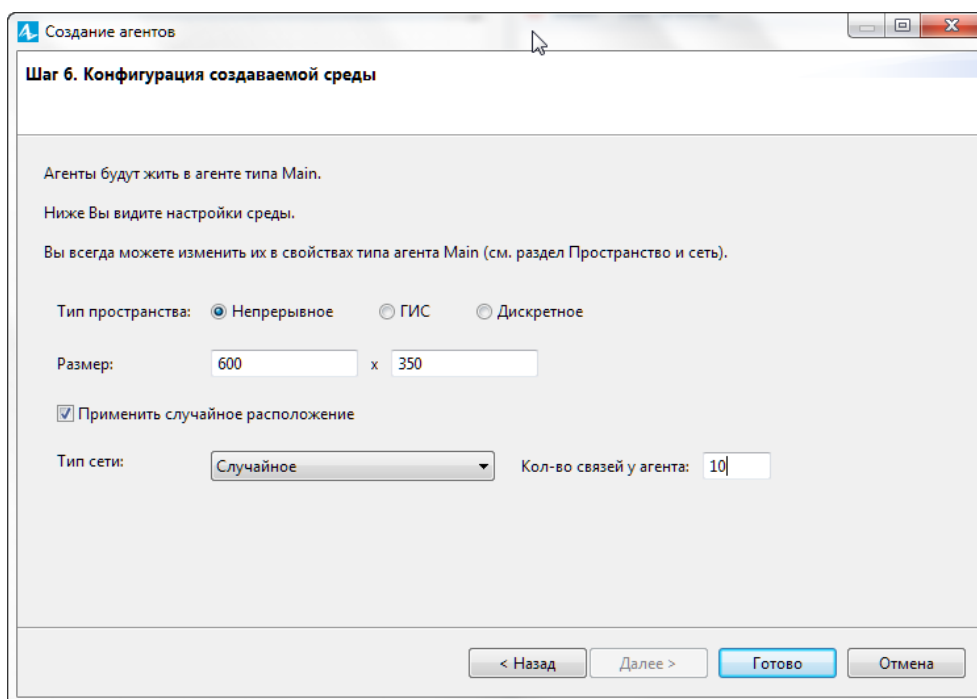 Создание агентов
Шаг 6. Конфигурация создаваемой среды
Агенты будут жить в агенте типа Main.
Ниже Вы видите настройки среды.
Вы всегда можете изменить их в свойствах типа агента Main (см. раздел Пространство и сеть).
Тип пространства: Непрерывное ГИС Дискретное
Размер: 600 x 350
Применить случайное расположение
Тип сети: Случайное Кол-во связей у агента: 10
< Назад Далее > Готово Отмена